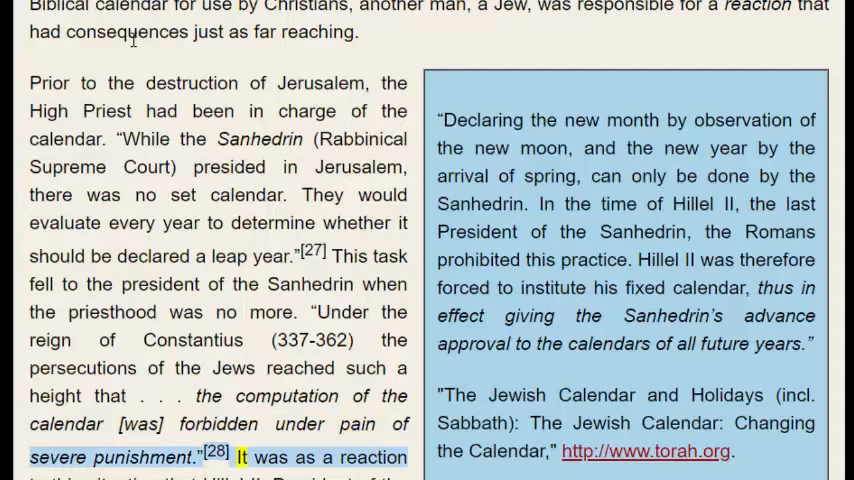 Biblical calendar for use by Christians, another man, a Jew, was responsible for a reaction that
had consequences just as far reaching.
Prior to the destruction of Jerusalem, the
High Priest had been in charge of the
calendar. “While the Sanhedrin (Rabbinical
Supreme Court) presided in Jerusalem,
there was no set calendar. They would
evaluate every year to determine whether it
should be declared a leap year.”[27] This task
fell to the president of the Sanhedrin when
the priesthood was no more. “Under the
reign of Constantius (337-362) the
persecutions of the Jews reached such a
height that . . . the computation of the
calendar [was] forbidden under pain of
severe punishment.”[28] It was as a reaction
“Declaring the new month by observation of
the new moon, and the new year by the
arrival of spring, can only be done by the
Sanhedrin. In the time of Hillel II, the last
President of the Sanhedrin, the Romans
prohibited this practice. Hillel II was therefore
forced to institute his fixed calendar, thus in
effect giving the Sanhedrin’s advance
approval to the calendars of all future years.”
"The Jewish Calendar and Holidays (incl.
Sabbath): The Jewish Calendar: Changing
the Calendar," http://www.torah.org.